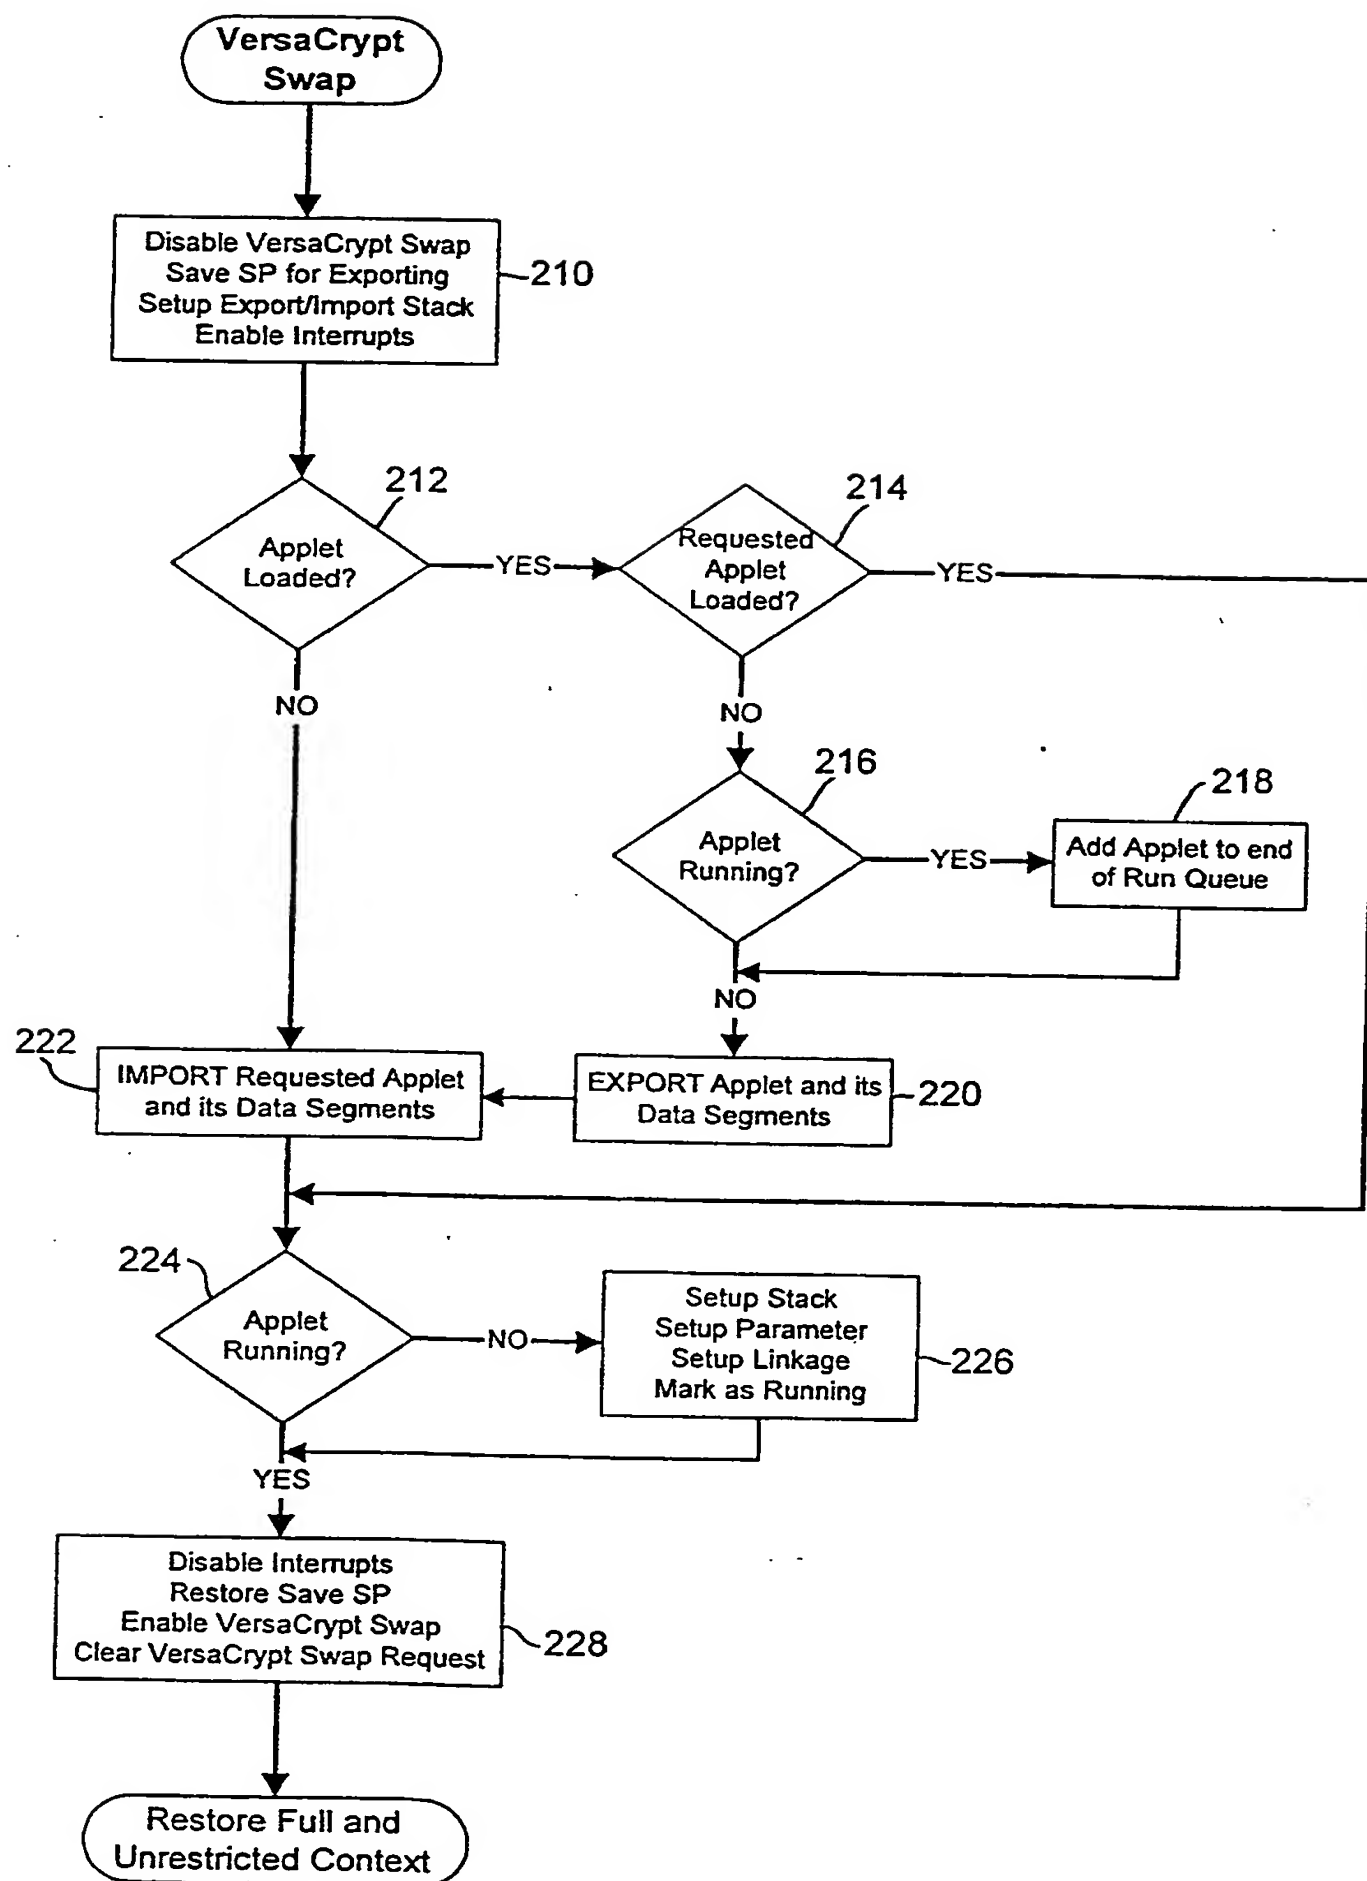 VersaCrypt
Swap
Disable VersaCrypt Swap
Save SP for Exporting
Setup Export/Import Stack
Enable Interrupts
210
212
Applet
Loaded?
YES
214
Requested
Applet
Loaded?
YES
NO
NO
216
Applet
Running?
YES
218
Add Applet to end
of Run Queue
NO
222
IMPORT Requested Applet
and its Data Segments
EXPORT Applet and its
Data Segments
220
224
Applet
Running?
NO
Setup Stack
Setup Parameter
Setup Linkage
Mark as Running
226
YES
Disable Interrupts
Restore Save SP
Enable VersaCrypt Swap
Clear VersaCrypt Swap Request
228
Restore Full and
Unrestricted Context